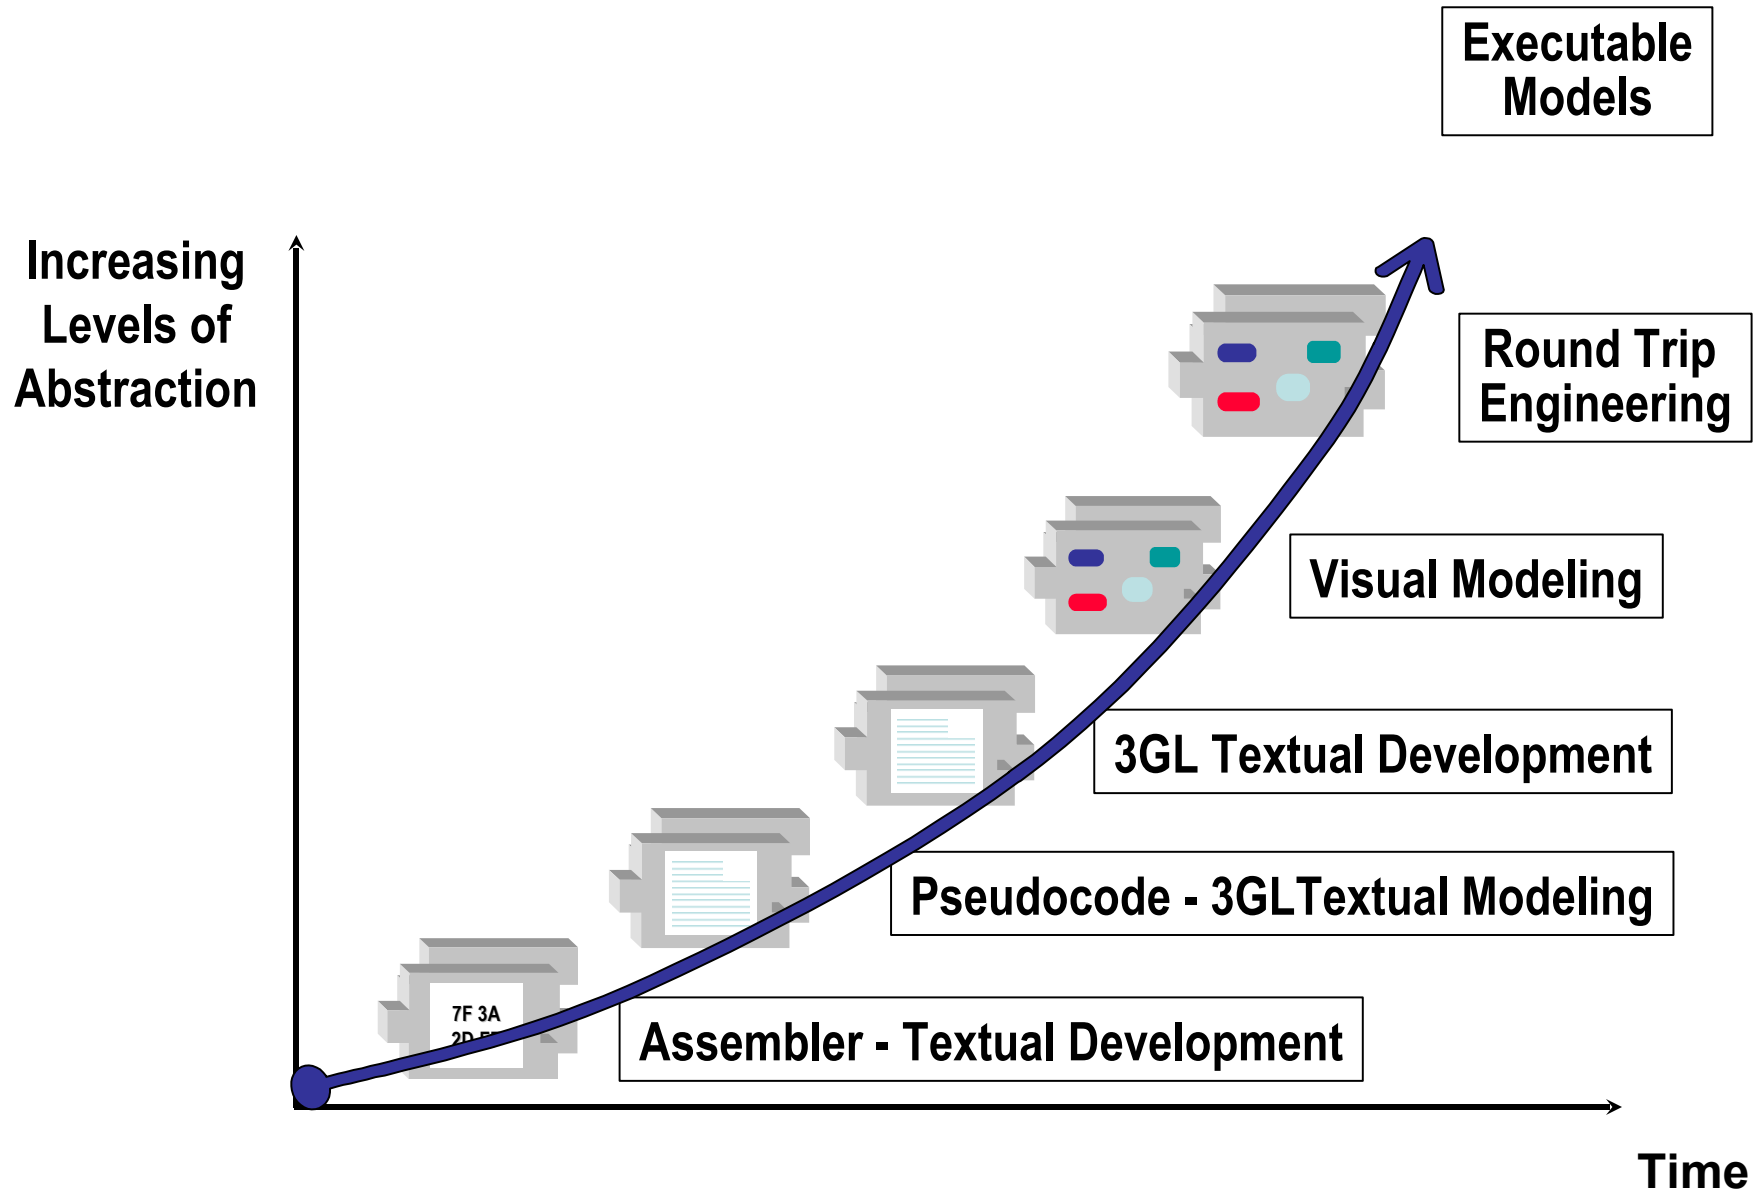 Executable
Models
Increasing
Levels of
Abstraction
Round Trip
Engineering
Visual Modeling
3GL Textual Development
Pseudocode - 3GLTextual Modeling
7F 3A
2D
Assembler - Textual Development
Time